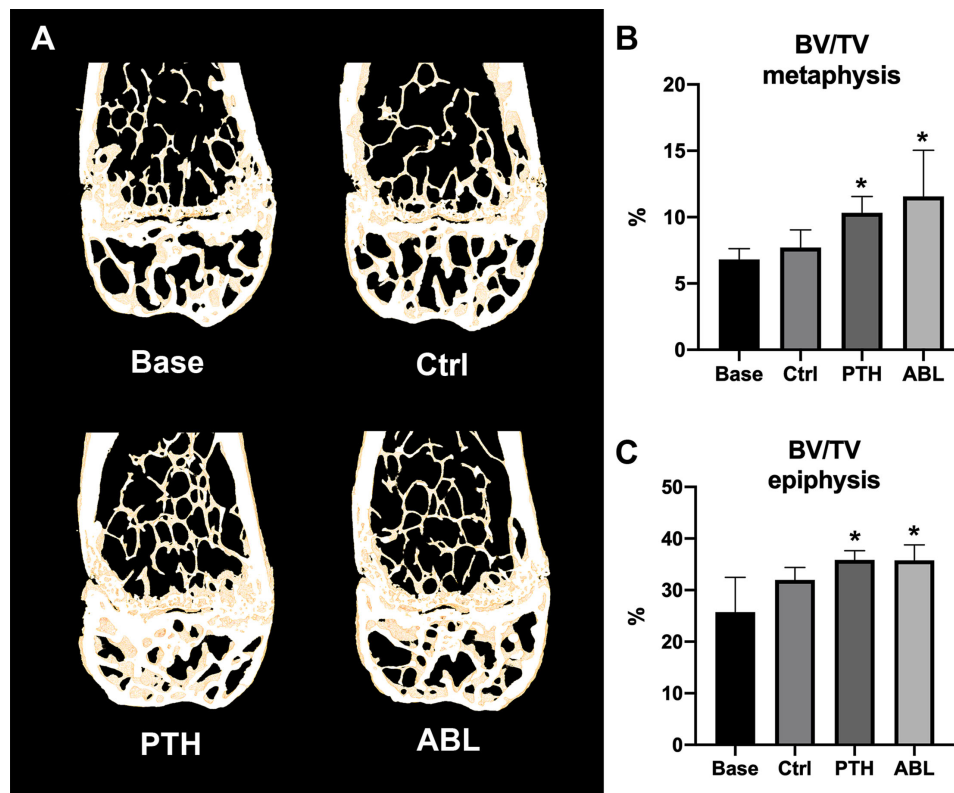 A
Base
Ctrl
PTH
ABL
B
BV/TV
metaphysis
20
15
10
5
0
%
*
*
Base Ctrl PTH ABL
C
BV/TV
epiphysis
50
40
30
20
10
0
%
*
*
Base Ctrl PTH ABL